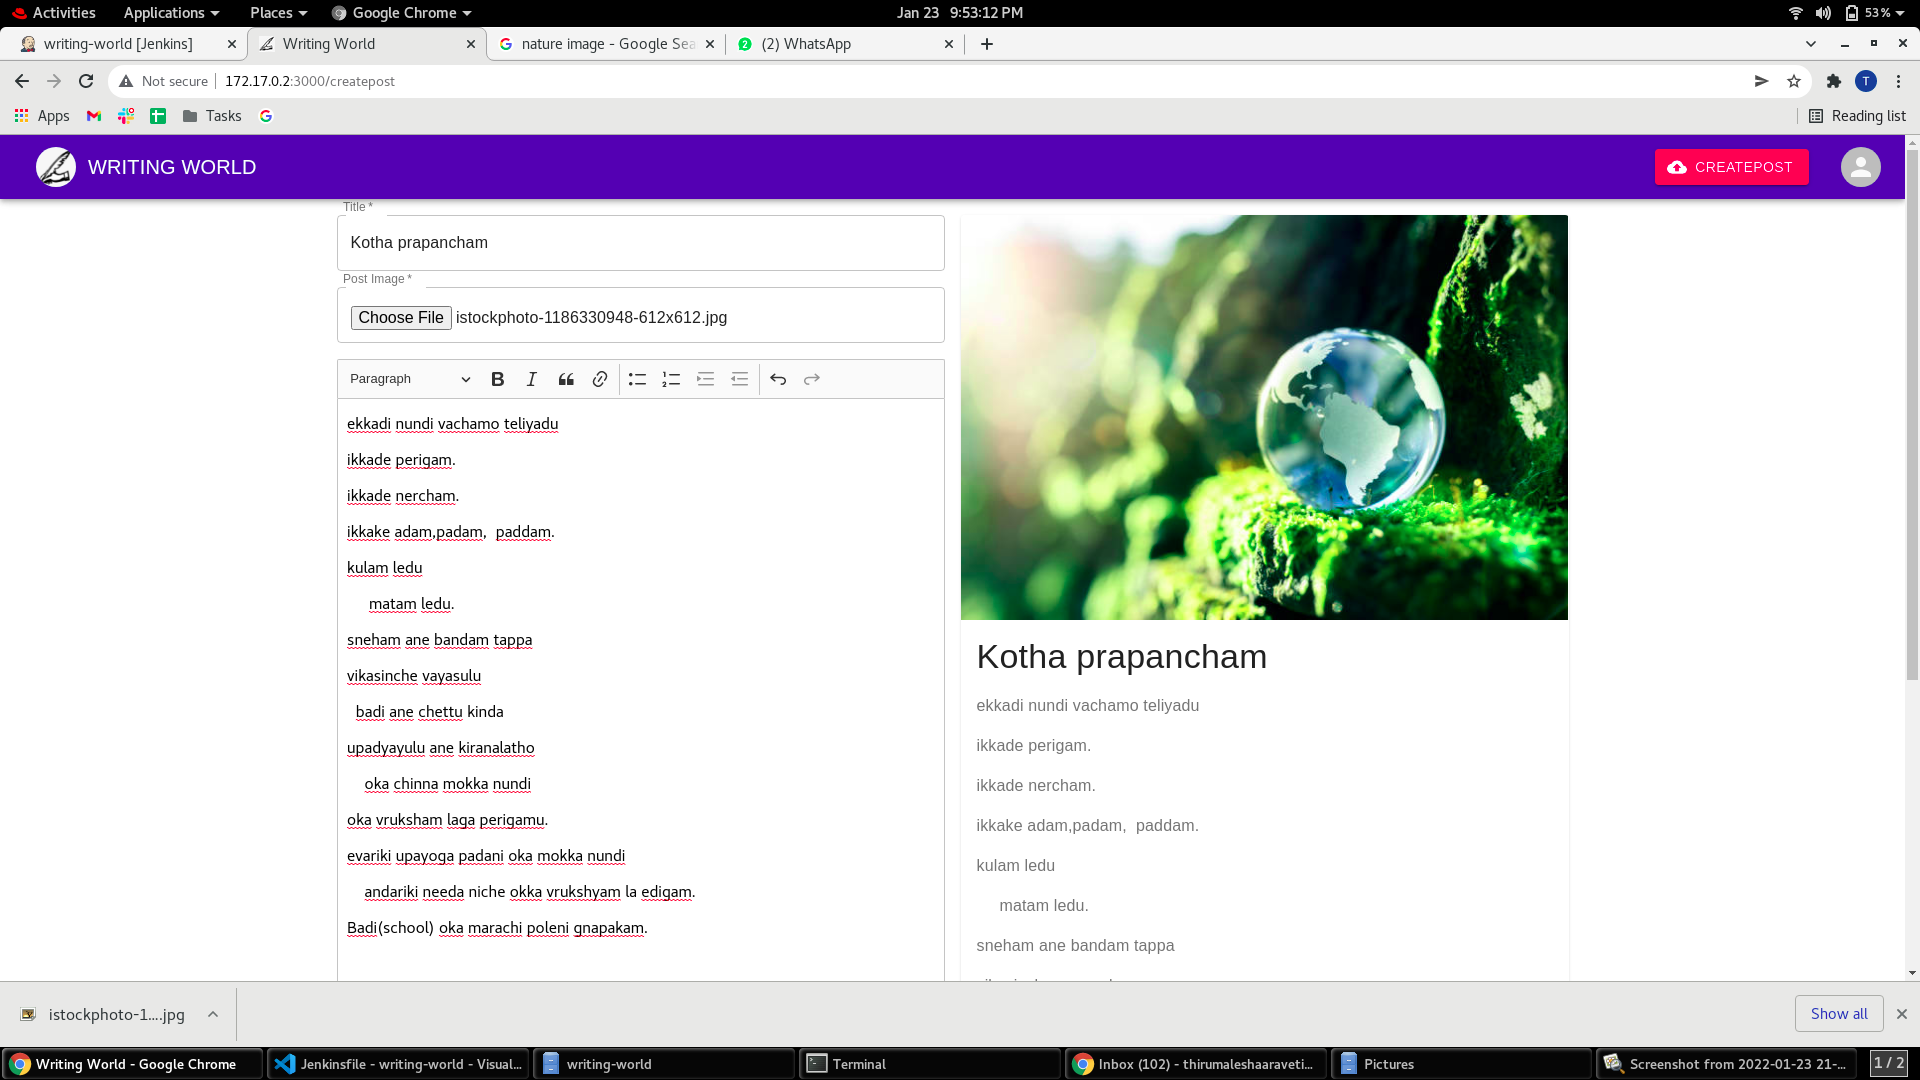 Activities Applications Places Google Chrome Jan 23 9:53:12 PM 53%
writing-world [Jenkins] Writing World nature image - Google Sea (2) WhatsApp
Not secure 172.17.0.2:3000/createpost T
Apps Tasks Reading list
WRITING WORLD CREATEPOST
Title *
Kotha prapancham
Post Image *
Choose File istockphoto-1186330948-612x612.jpg
Paragraph
ekkadi nundi vachamo teliyadu
ikkade perigam.
ikkade nercham.
ikkake adam,padam, paddam.
kulam ledu
matam ledu.
sneham ane bandam tappa
vikasinche vayasulu
badi ane chettu kinda
upadyayulu ane kiranalatho
oka chinna mokka nundi
oka vruksham laga perigamu.
evariki upayoga padani oka mokka nundi
andariki needa niche okka vrukshyam la edigam.
Badi(school) oka marachi poleni gnapakam.
Kotha prapancham
ekkadi nundi vachamo teliyadu
ikkade perigam.
ikkade nercham.
ikkake adam,padam, paddam.
kulam ledu
matam ledu.
sneham ane bandam tappa
istockphoto-1....jpg Show all
Writing World - Google Chrome Jenkinsfile - writing-world - Visual... writing-world Terminal Inbox (102) - thirumaleshaaraveti... Pictures Screenshot from 2022-01-23 21-... 1 / 2